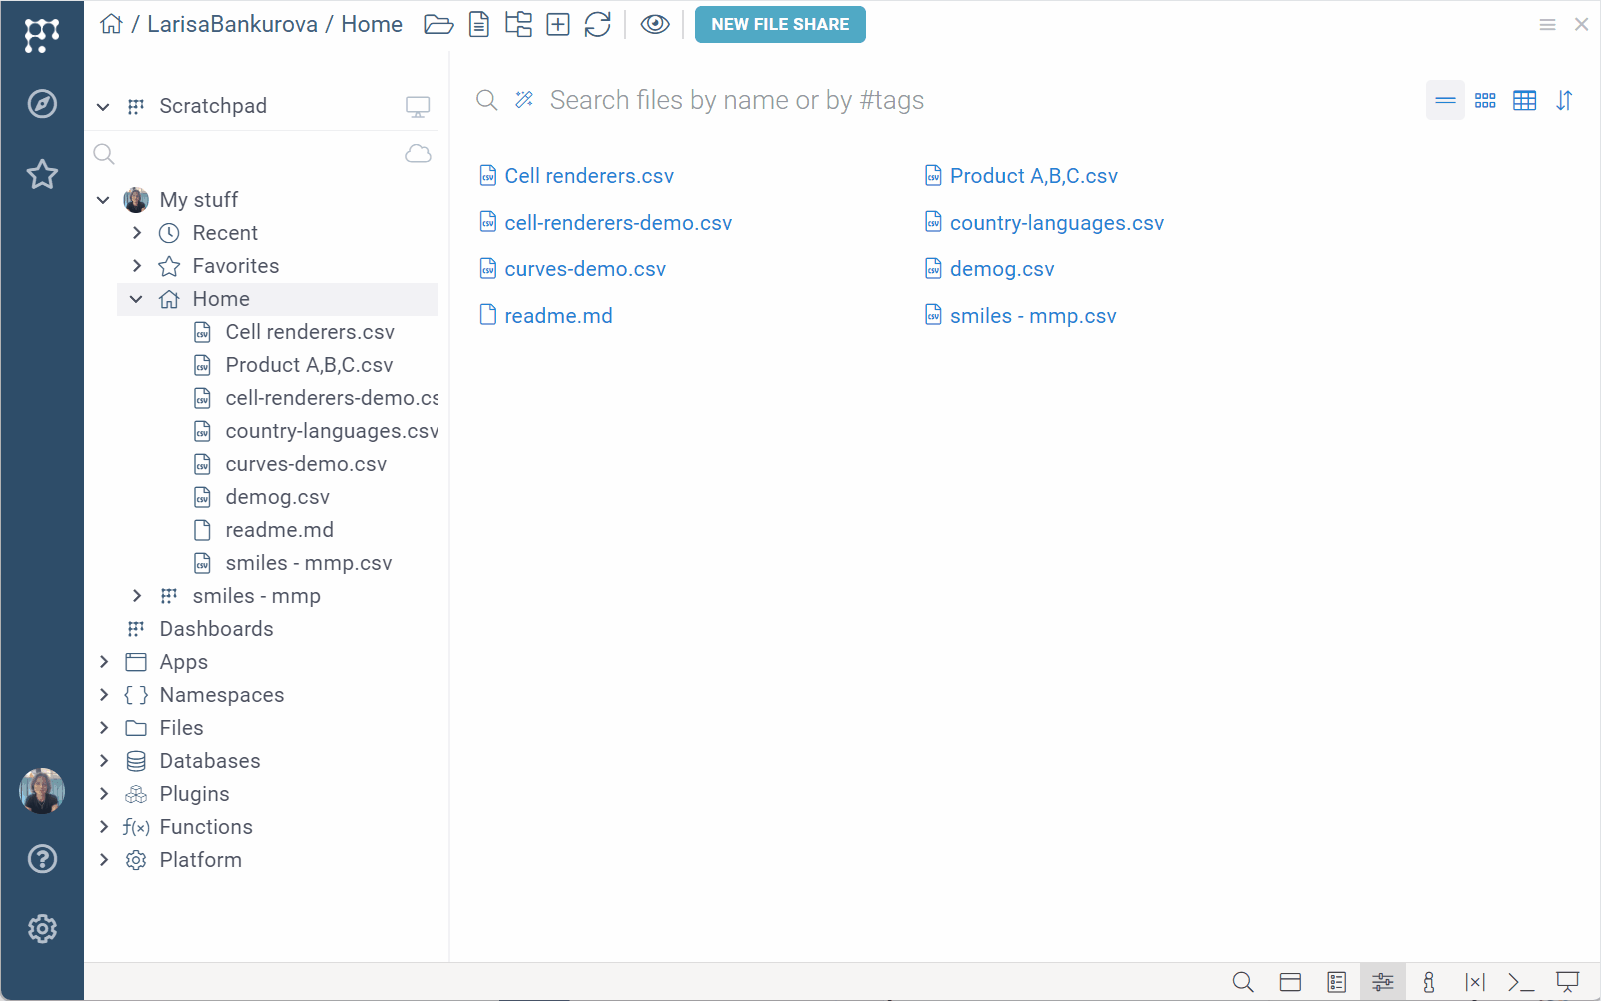 / LarisaBankurova / Home
NEW FILE SHARE
Scratchpad
My stuff
Recent
Favorites
Home
Cell renderers.csv
Product A,B,C.csv
cell-renderers-demo.cs
country-languages.csv
curves-demo.csv
demog.csv
readme.md
smiles - mmp.csv
smiles - mmp
Dashboards
Apps
Namespaces
Files
Databases
Plugins
f(x) Functions
Platform
Search files by name or by #tags
Cell renderers.csv
Product A,B,C.csv
cell-renderers-demo.csv
country-languages.csv
curves-demo.csv
demog.csv
readme.md
smiles - mmp.csv